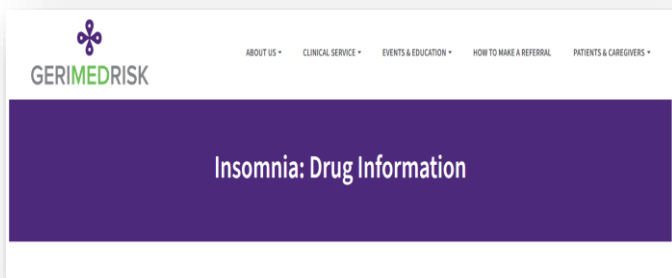 GERIMEDRISK
ABOUT US
CLINICAL SERVICE
EVENTS & EDUCATION
HOW TO MAKE A REFERRAL
PATIENTS & CAREGIVERS
Insomnia: Drug Information